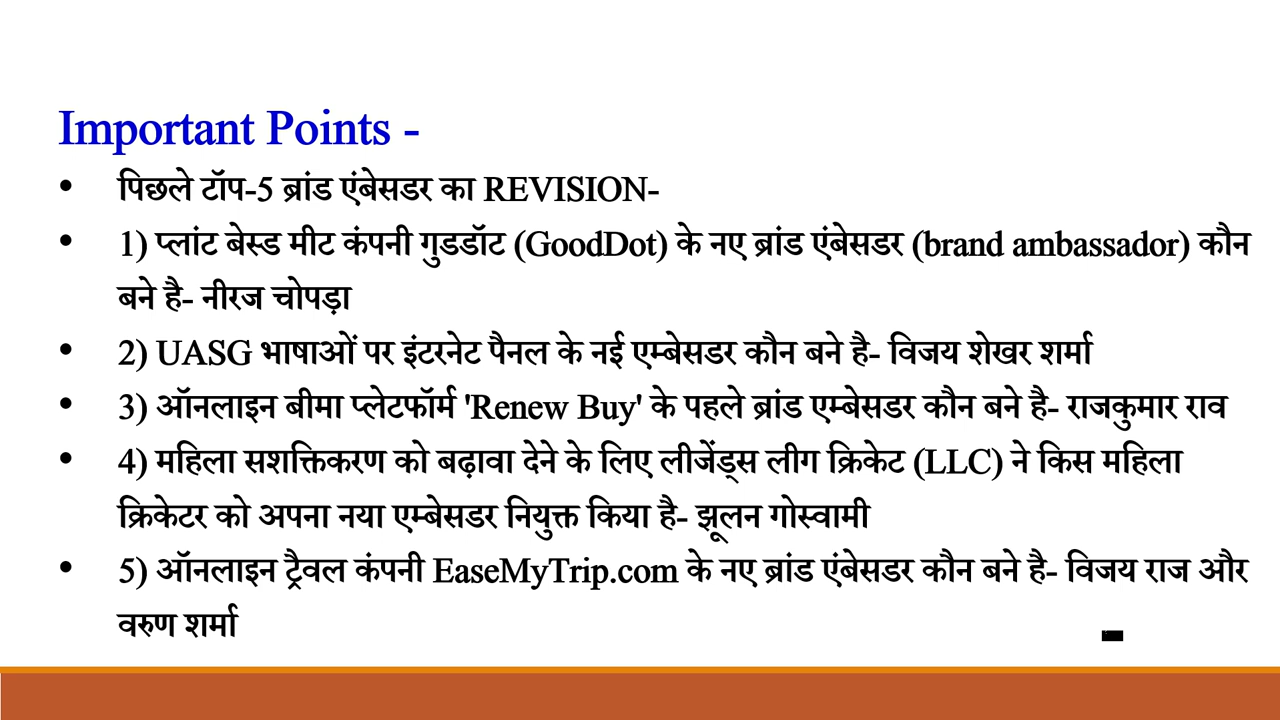 Important Points -
• पिछले टॉप-5 ब्रांड एंबेसडर का REVISION-
• 1) प्लांट बेस्ड मीट कंपनी गुडडॉट (GoodDot) के नए ब्रांड एंबेसडर (brand ambassador) कौन
बने है- नीरज चोपड़ा
• 2) UASG भाषाओं पर इंटरनेट पैनल के नई एम्बेसडर कौन बने है- विजय शेखर शर्मा
• 3) ऑनलाइन बीमा प्लेटफॉर्म 'Renew Buy' के पहले ब्रांड एम्बेसडर कौन बने है- राजकुमार राव
• 4) महिला सशक्तिकरण को बढ़ावा देने के लिए लीजेंड्स लीग क्रिकेट (LLC) ने किस महिला
क्रिकेटर को अपना नया एम्बेसडर नियुक्त किया है- झूलन गोस्वामी
• 5) ऑनलाइन ट्रैवल कंपनी EaseMyTrip.com के नए ब्रांड एंबेसडर कौन बने है- विजय राज और
वरुण शर्मा